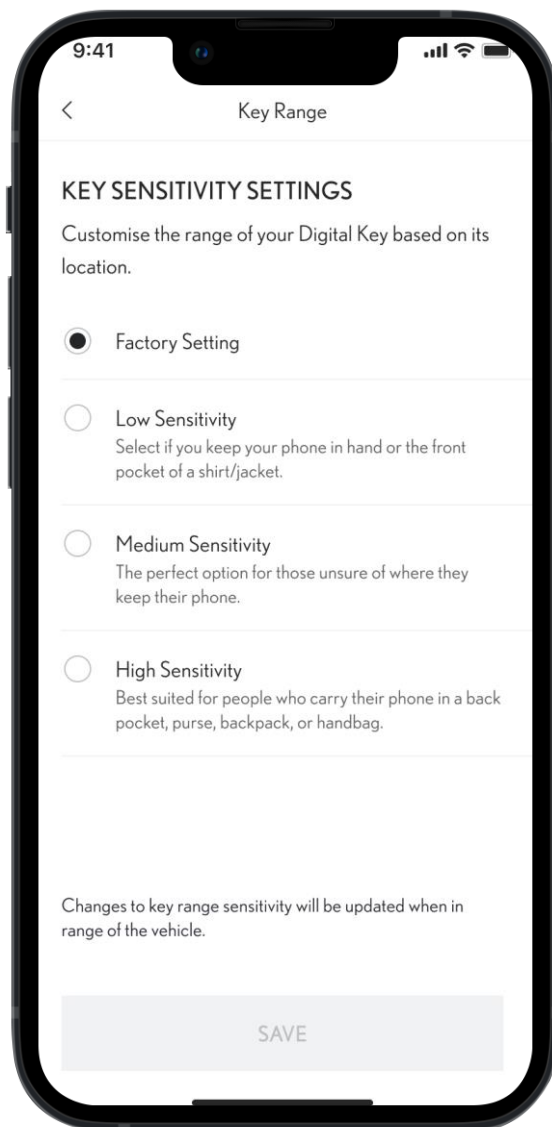 9:41
Key Range
KEY SENSITIVITY SETTINGS
Customise the range of your Digital Key based on its
location.
Factory Setting
Low Sensitivity
Select if you keep your phone in hand or the front
pocket of a shirt/jacket.
Medium Sensitivity
The perfect option for those unsure of where they
keep their phone.
High Sensitivity
Best suited for people who carry their phone in a back
pocket, purse, backpack, or handbag.
Changes to key range sensitivity will be updated when in
range of the vehicle.
SAVE